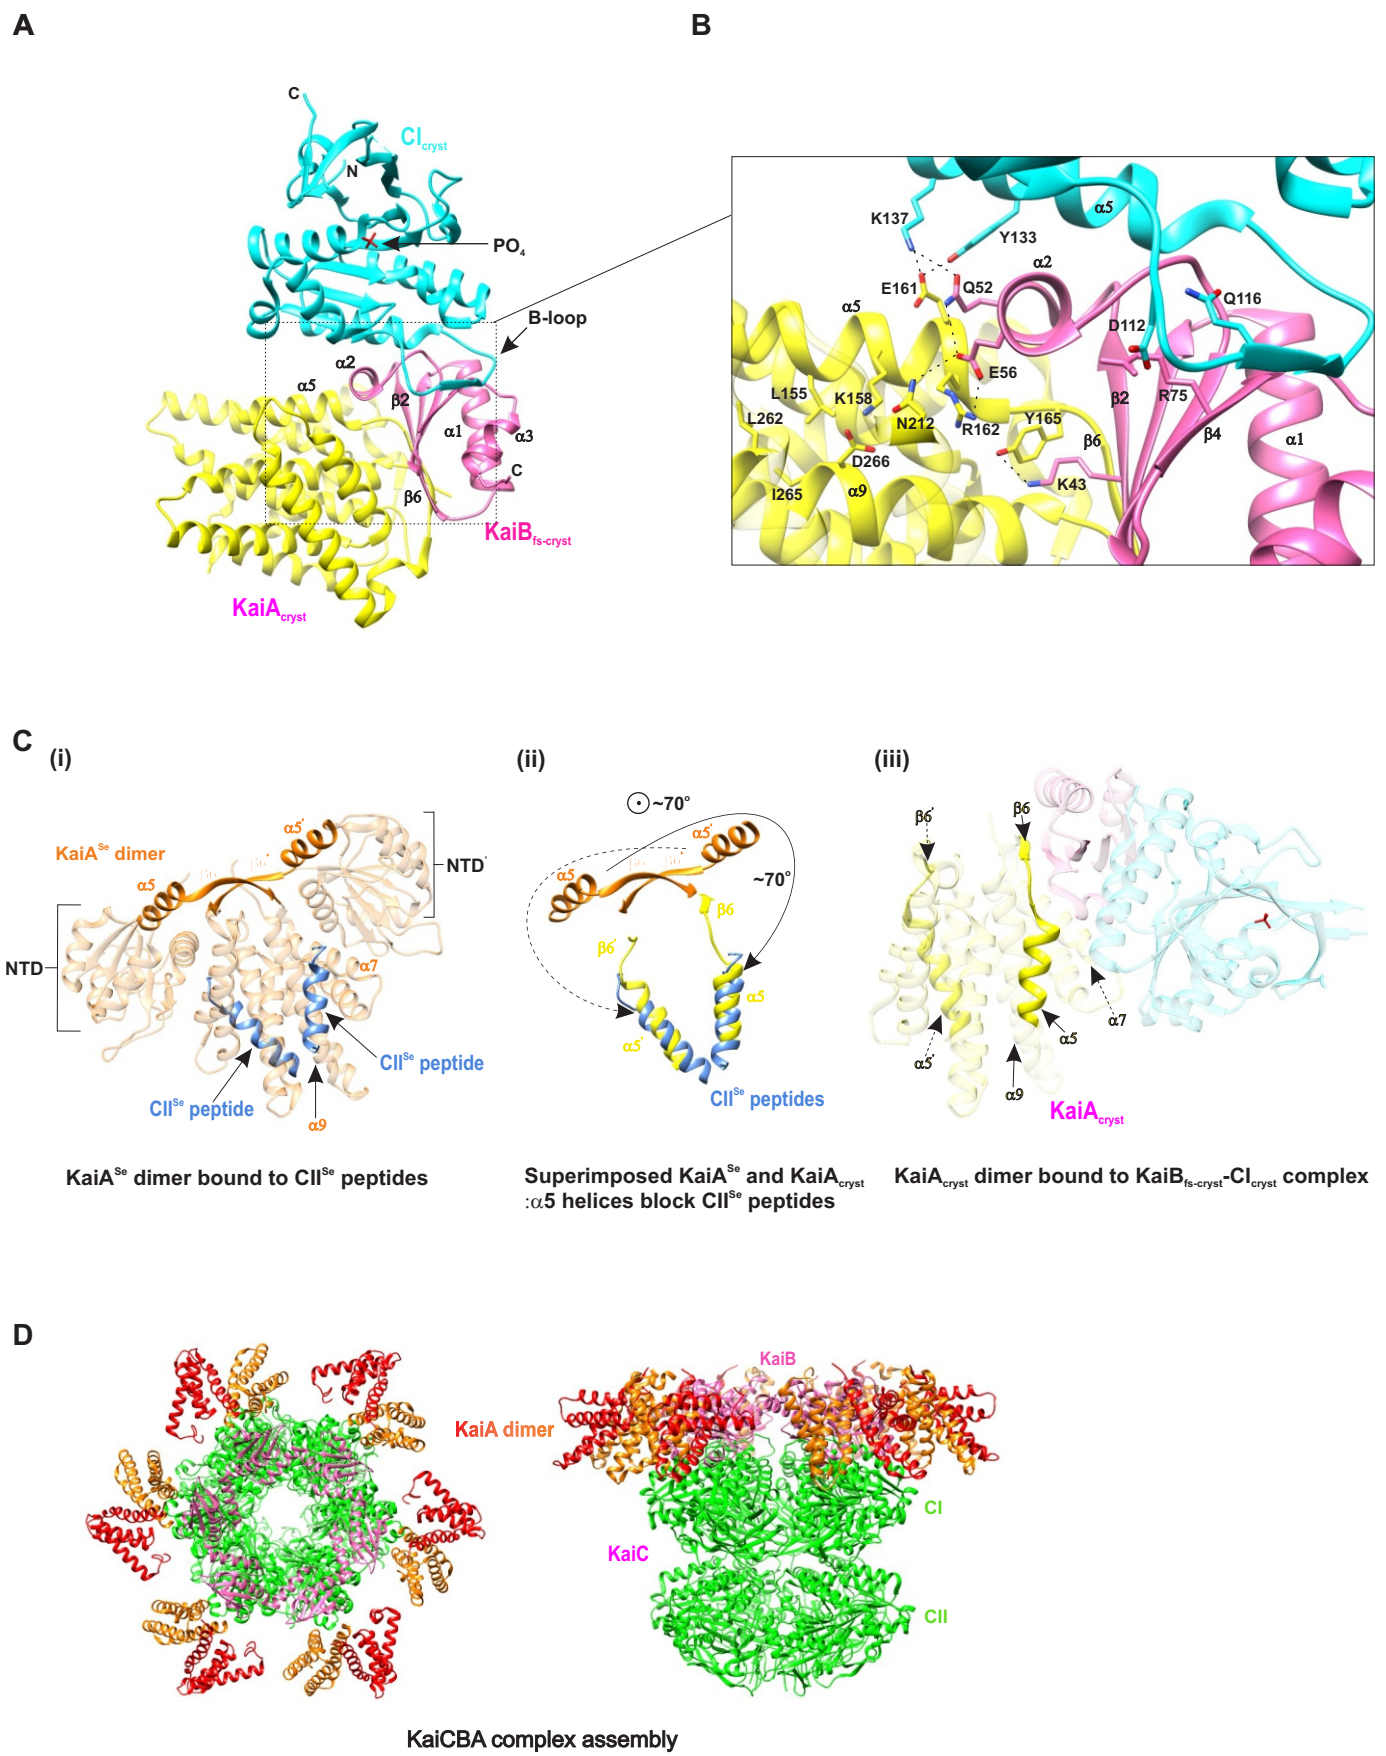 A
C
CIcryst
N
PO4
B-loop
α2
α5
β2
α1
α3
C
β6
KaiBfs-cryst
KaiAcryst
B
K137
α5
Y133
α2
E161
Q52
α5
Q116
D112
E56
L155
K158
β2
R75
L262
N212
R162
Y165
β6
β4
α1
D266
α9
K43
I265
C
(i)
α5'
KaiASe dimer
β6'
NTD'
α5
NTD
α7
CIISe peptide
CIISe peptide
α9
KaiASe dimer bound to CIISe peptides
(ii)
~70°
α5'
β6 β6'
α5
~70°
β6
β6'
α5
α5'
CIISe peptides
Superimposed KaiASe and KaiAcryst
:α5 helices block CIISe peptides
(iii)
β6'
β6
α7
α5
α5'
α9
KaiAcryst
KaiAcryst dimer bound to KaiBfs-cryst-CIcryst complex
D
KaiB
KaiA dimer
CI
KaiC
CII
KaiCBA complex assembly